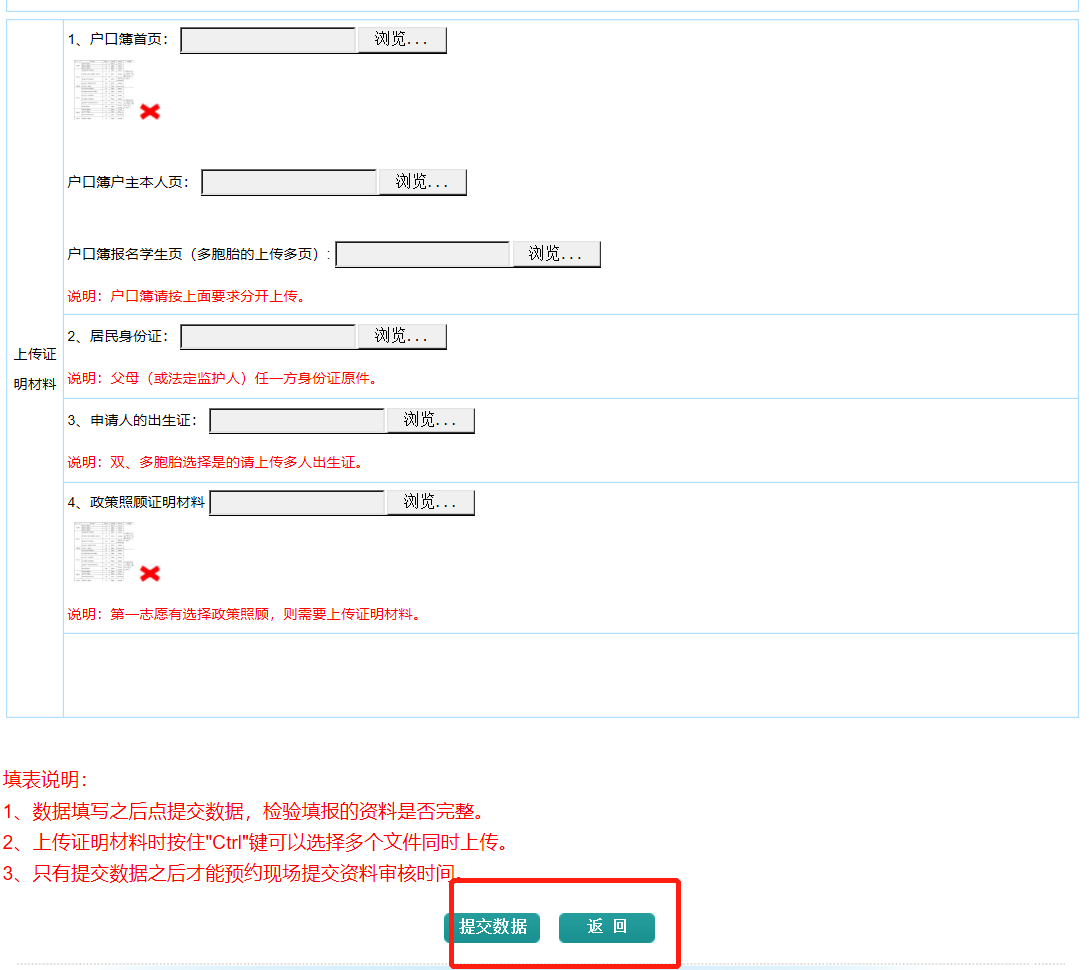 1、户口簿首页：
浏览...
户口簿户主本人页：
浏览...
户口簿报名学生页（多胞胎的上传多页）:
浏览...
说明：户口簿请按上面要求分开上传。
上传证
明材料
2、居民身份证：
浏览...
说明：父母（或法定监护人）任一方身份证原件。
3、申请人的出生证：
浏览...
说明：双、多胞胎选择是的请上传多人出生证。
4、政策照顾证明材料
浏览...
说明：第一志愿有选择政策照顾，则需要上传证明材料。
填表说明：
1、数据填写之后点提交数据，检验填报的资料是否完整。
2、上传证明材料时按住"Ctrl"键可以选择多个文件同时上传。
3、只有提交数据之后才能预约现场提交资料审核时间。
提交数据
返 回